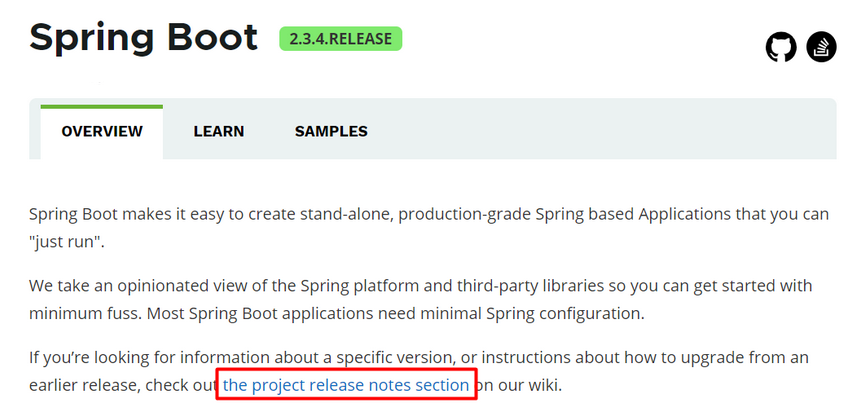 Spring Boot 2.3.4.RELEASE
OVERVIEW LEARN SAMPLES
Spring Boot makes it easy to create stand-alone, production-grade Spring based Applications that you can
"just run".
We take an opinionated view of the Spring platform and third-party libraries so you can get started with
minimum fuss. Most Spring Boot applications need minimal Spring configuration.
If you’re looking for information about a specific version, or instructions about how to upgrade from an
earlier release, check out the project release notes section on our wiki.